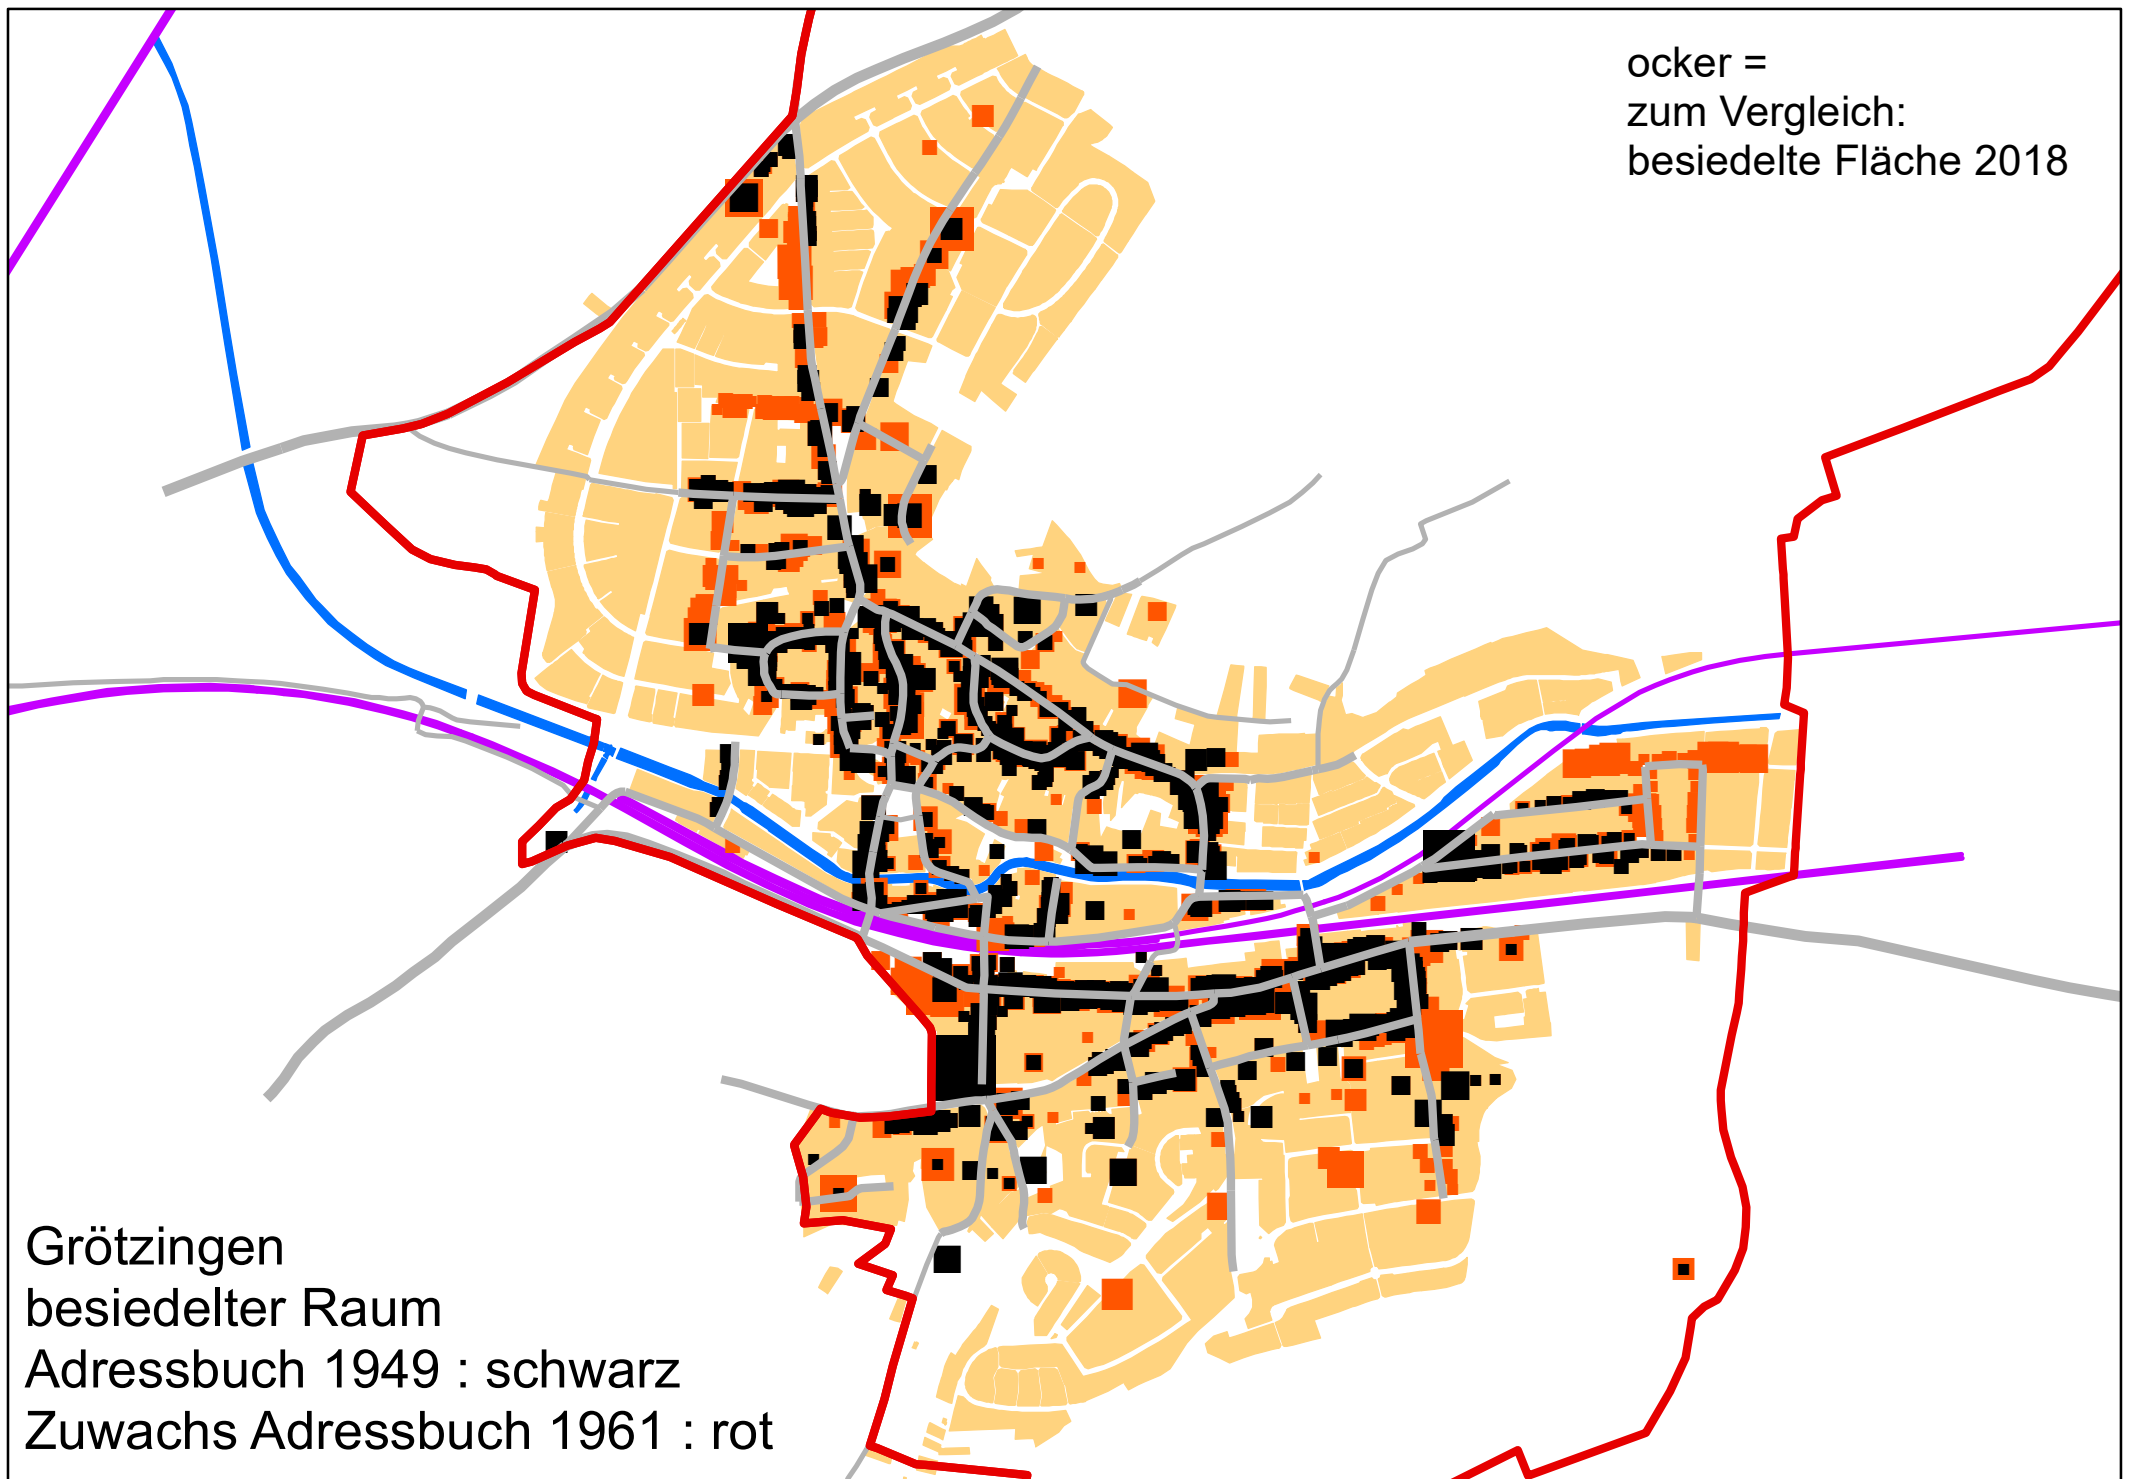 ocker =
zum Vergleich:
besiedelte Fläche 2018
Grötzingen
besiedelter Raum
Adressbuch 1949 : schwarz
Zuwachs Adressbuch 1961 : rot